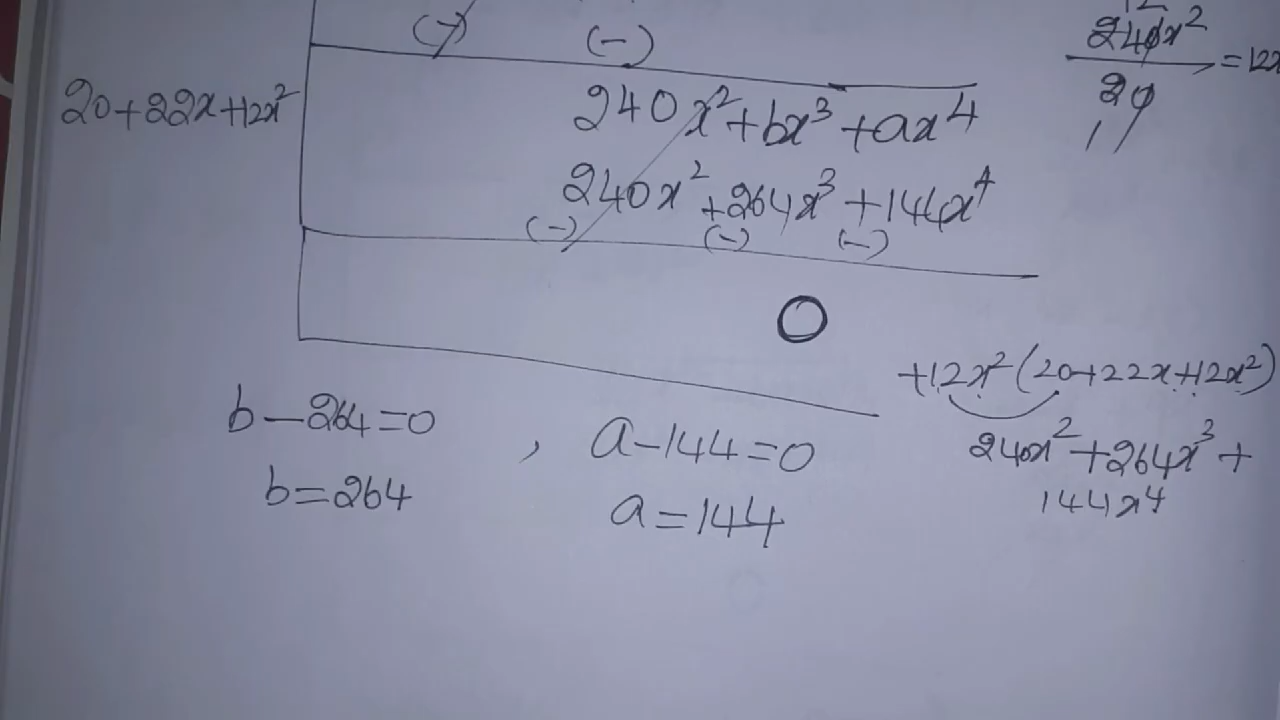 (-) (-)
12
240x² / 20 = 12x
20+22x+12x²
240x²+bx³+ax⁴
240x²+264x³+144x⁴
(-) (-) (-)
0
+12x²(20+22x+12x²)
240x²+264x³+
144x⁴
b-264=0 , a-144=0
b=264 a=144